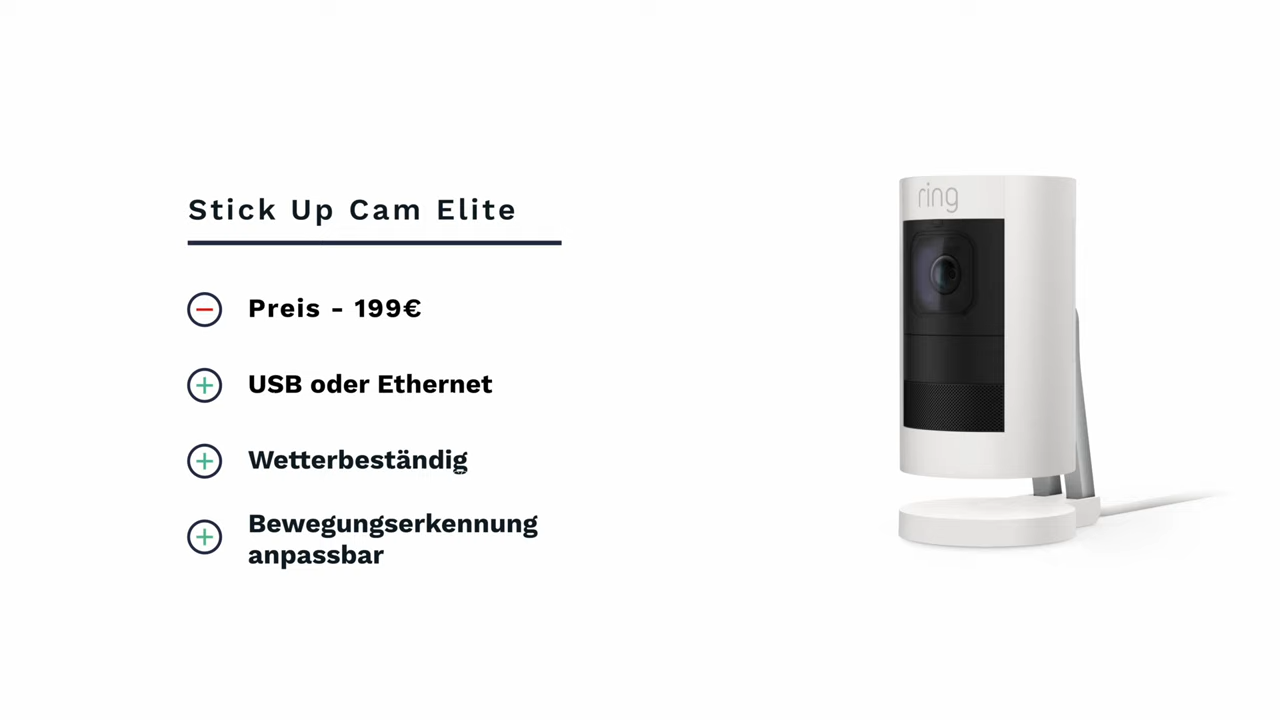 Stick Up Cam Elite
Preis - 199€
USB oder Ethernet
Wetterbeständig
Bewegungserkennung
anpassbar
ring